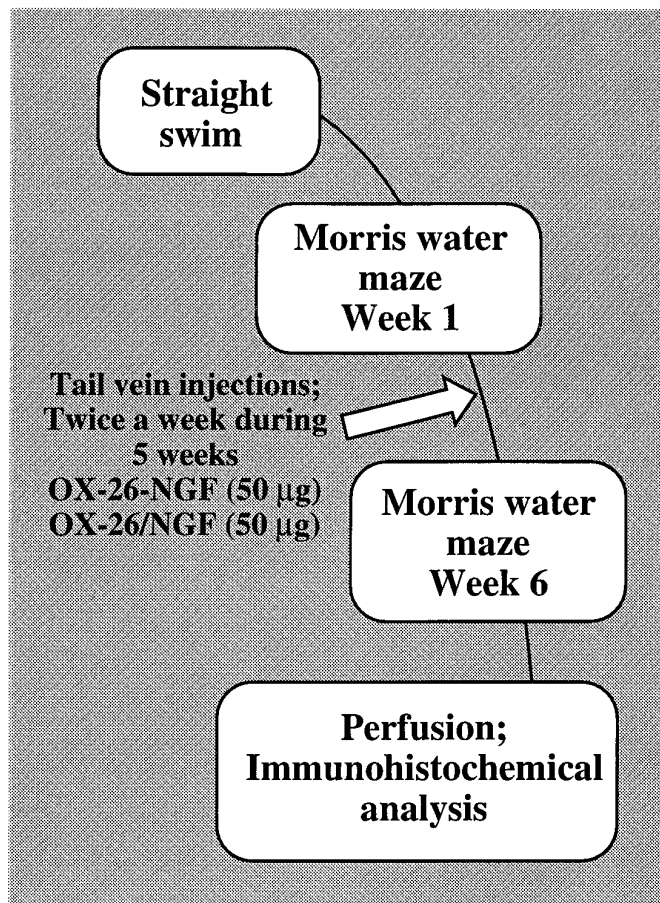 Straight
swim
Morris water
maze
Week 1
Tail vein injections;
Twice a week during
5 weeks
OX-26-NGF (50 µg)
OX-26/NGF (50 µg)
Morris water
maze
Week 6
Perfusion;
Immunohistochemical
analysis